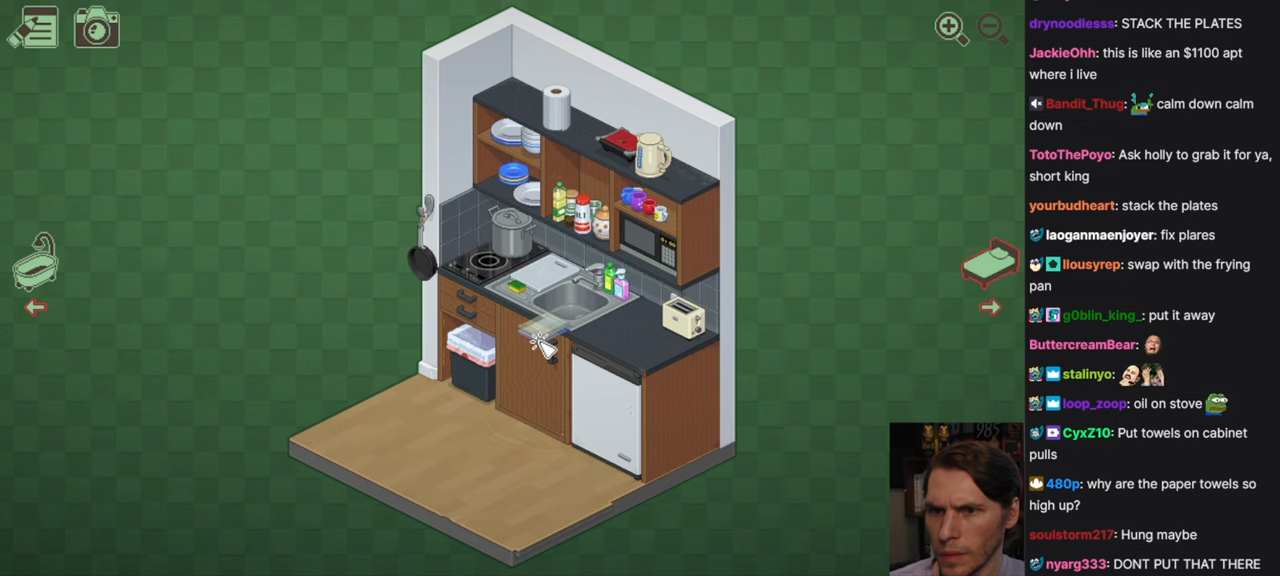 drynoodlesss: STACK THE PLATES
JackieOhh: this is like an $1100 apt
where i live
Bandit_Thug: calm down calm
down
TotoThePoyo: Ask holly to grab it for ya,
short king
yourbudheart: stack the plates
laoganmaenjoyer: fix plares
llousyrep: swap with the frying
pan
g0blin_king_: put it away
ButtercreamBear:
stalinyo:
loop_zoop: oil on stove
CyxZ10: Put towels on cabinet
pulls
480p: why are the paper towels so
high up?
soulstorm217: Hung maybe
nyarg333: DONT PUT THAT THERE
985